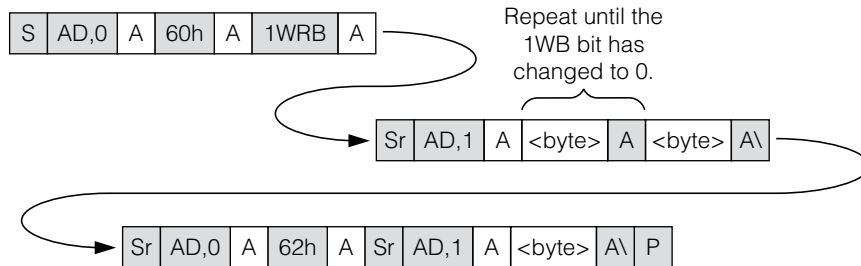 Repeat until the
1WB bit has
changed to 0.
S AD,0 A 60h A 1WRB A
Sr AD,1 A <byte> A <byte> A\
Sr AD,0 A 62h A Sr AD,1 A <byte> A\ P